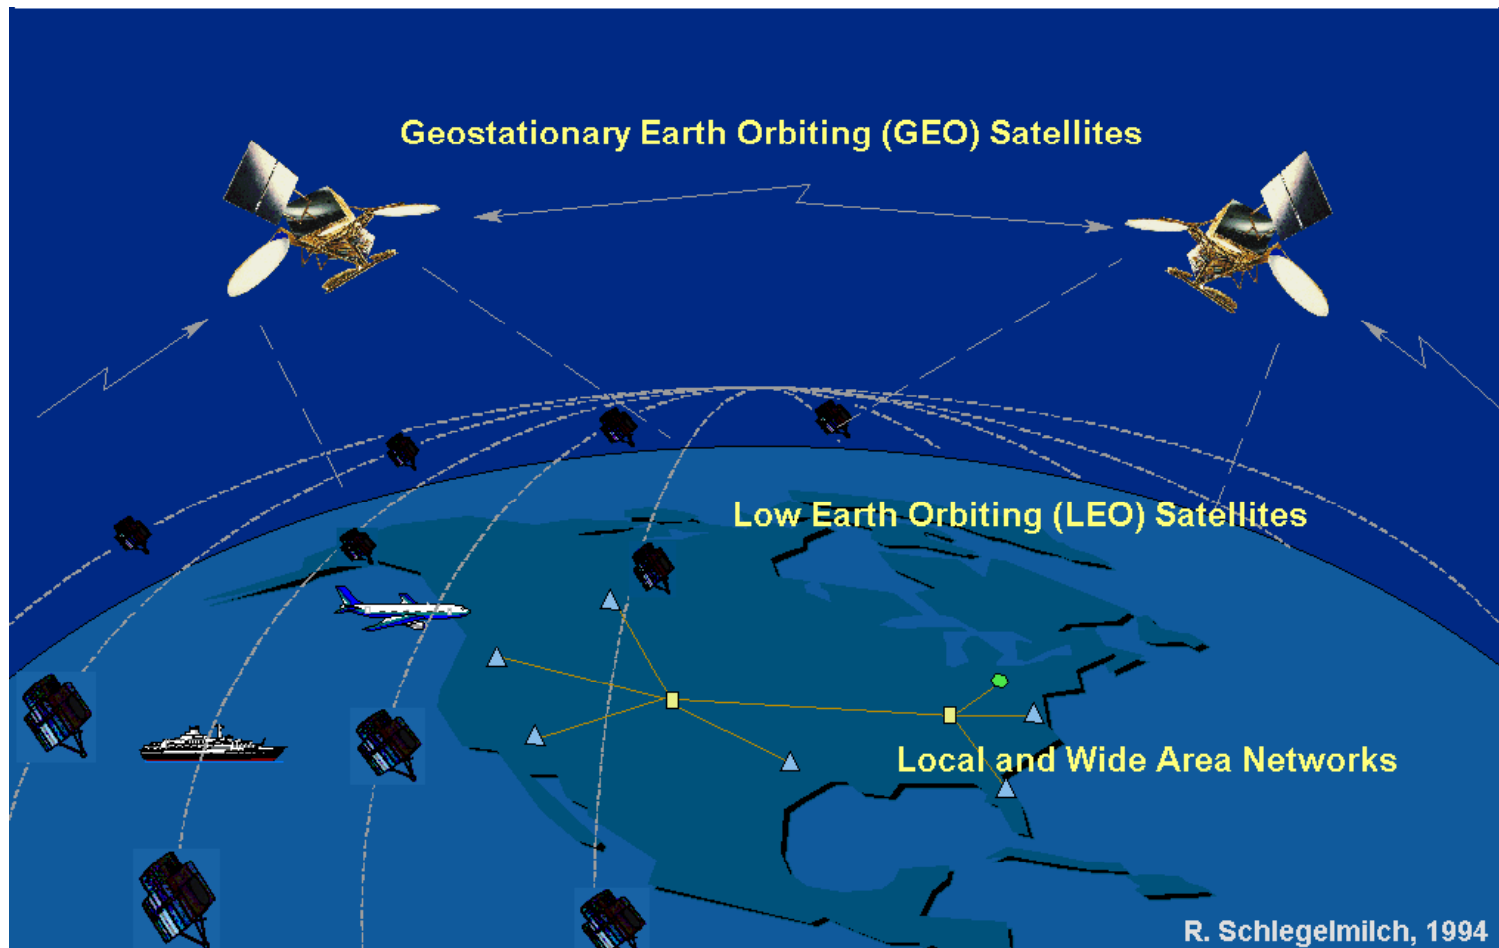 Geostationary Earth Orbiting (GEO) Satellites
Low Earth Orbiting (LEO) Satellites
Local and Wide Area Networks
R. Schlegelmilch, 1994